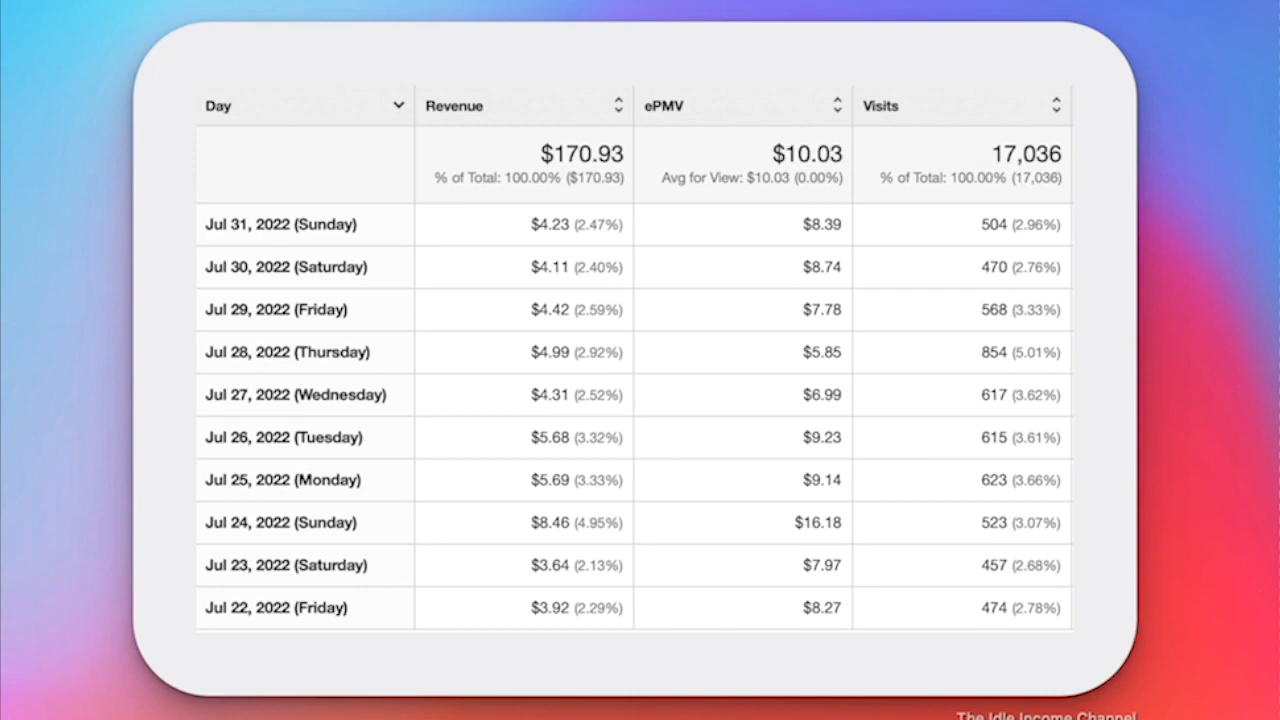 Day Revenue ePMV Visits
$170.93 $10.03 17,036
% of Total: 100.00% ($170.93) Avg for View: $10.03 (0.00%) % of Total: 100.00% (17,036)
Jul 31, 2022 (Sunday) $4.23 (2.47%) $8.39 504 (2.96%)
Jul 30, 2022 (Saturday) $4.11 (2.40%) $8.74 470 (2.76%)
Jul 29, 2022 (Friday) $4.42 (2.59%) $7.78 568 (3.33%)
Jul 28, 2022 (Thursday) $4.99 (2.92%) $5.85 854 (5.01%)
Jul 27, 2022 (Wednesday) $4.31 (2.52%) $6.99 617 (3.62%)
Jul 26, 2022 (Tuesday) $5.68 (3.32%) $9.23 615 (3.61%)
Jul 25, 2022 (Monday) $5.69 (3.33%) $9.14 623 (3.66%)
Jul 24, 2022 (Sunday) $8.46 (4.95%) $16.18 523 (3.07%)
Jul 23, 2022 (Saturday) $3.64 (2.13%) $7.97 457 (2.68%)
Jul 22, 2022 (Friday) $3.92 (2.29%) $8.27 474 (2.78%)
The Idle Income Channel